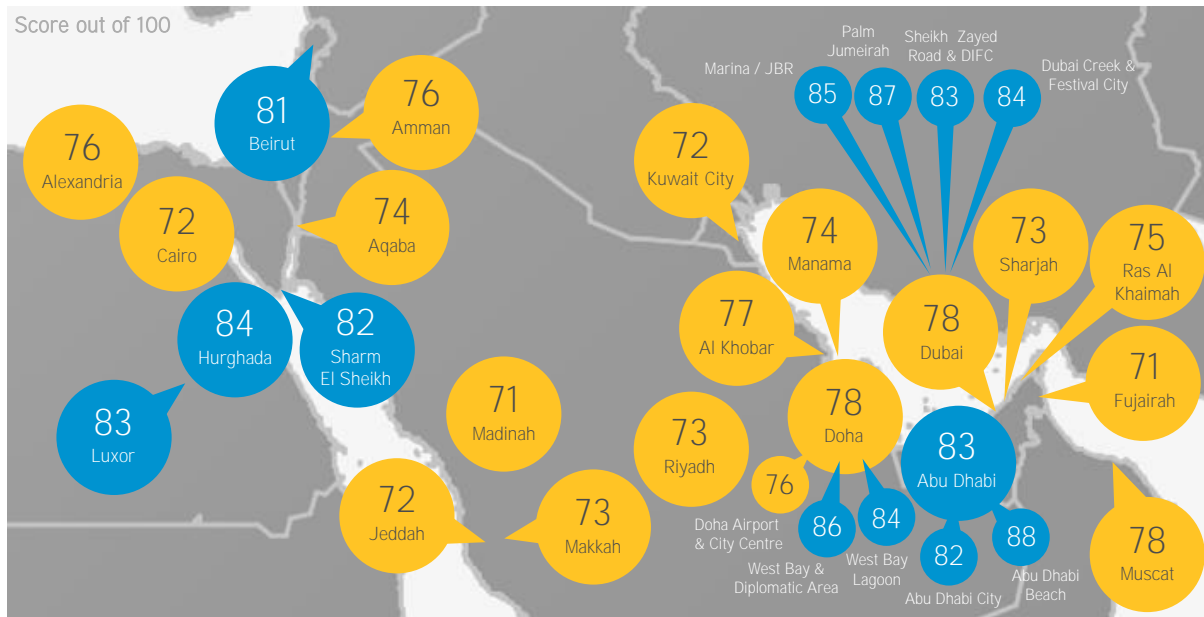 Score out of 100
81
Beirut
76
Amman
76
Alexandria
72
Cairo
74
Aqaba
84
Hurghada
82
Sharm
El Sheikh
83
Luxor
71
Madinah
72
Jeddah
73
Makkah
Marina / JBR
85
Palm
Jumeirah
87
Sheikh Zayed
Road & DIFC
83
Dubai Creek &
Festival City
84
72
Kuwait City
74
Manama
77
Al Khobar
73
Sharjah
75
Ras Al
Khaimah
78
Dubai
71
Fujairah
78
Doha
73
Riyadh
83
Abu Dhabi
76
Doha Airport
& City Centre
86
West Bay &
Diplomatic Area
84
West Bay
Lagoon
82
Abu Dhabi City
88
Abu Dhabi
Beach
78
Muscat